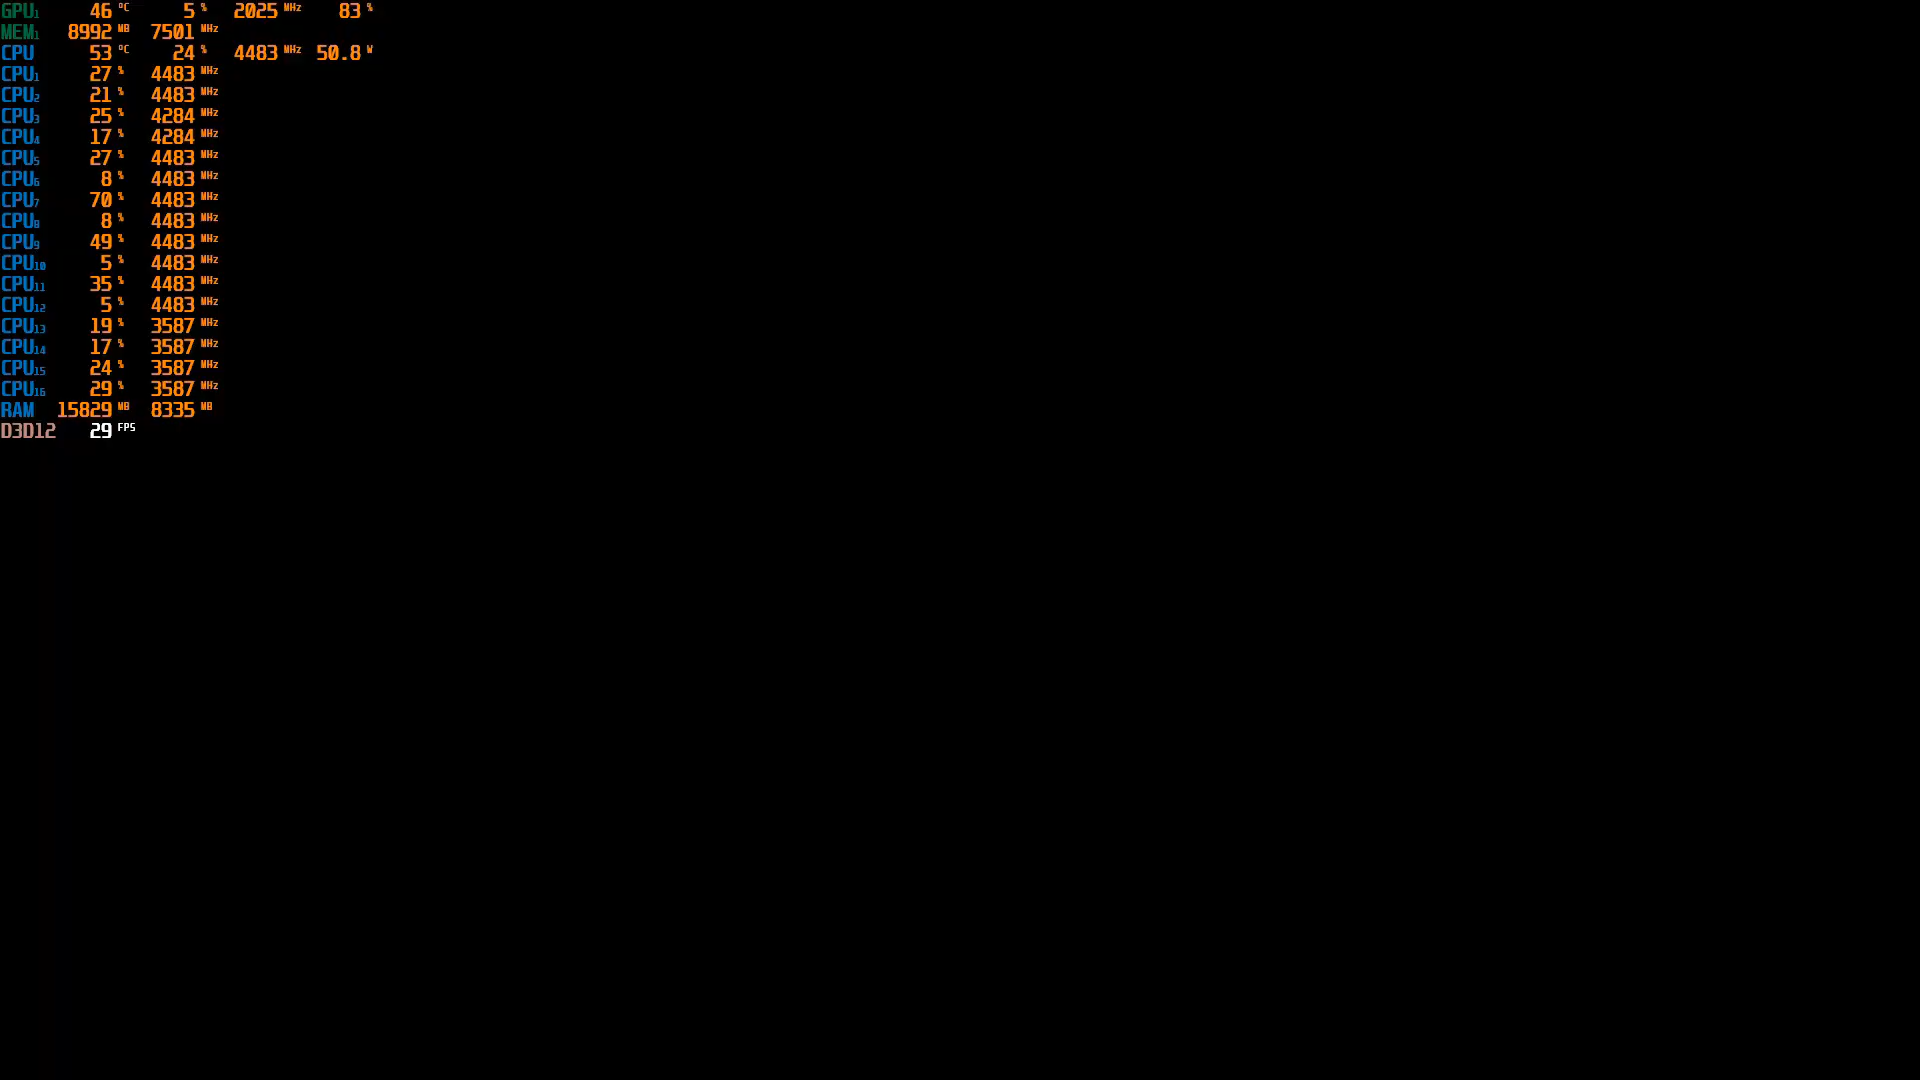 GPU1 46 °C 5 % 2025 MHz 83 %
MEM1 8992 MB 7501 MHz
CPU 53 °C 24 % 4483 MHz 50.8 W
CPU1 27 % 4483 MHz
CPU2 21 % 4483 MHz
CPU3 25 % 4284 MHz
CPU4 17 % 4284 MHz
CPU5 27 % 4483 MHz
CPU6 8 % 4483 MHz
CPU7 70 % 4483 MHz
CPU8 8 % 4483 MHz
CPU9 49 % 4483 MHz
CPU10 5 % 4483 MHz
CPU11 35 % 4483 MHz
CPU12 5 % 4483 MHz
CPU13 19 % 3587 MHz
CPU14 17 % 3587 MHz
CPU15 24 % 3587 MHz
CPU16 29 % 3587 MHz
RAM 15829 MB 8335 MB
D3D12 29 FPS